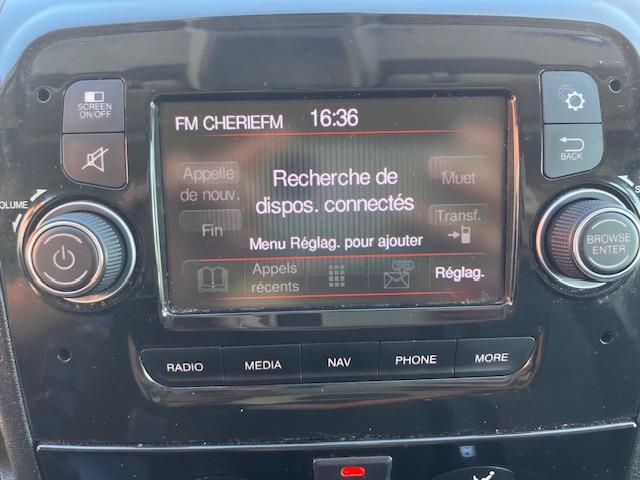 SCREEN
ON/OFF
FM CHERIEFM 16:36
BACK
VOLUME
Appelle
de nouv.
Recherche de
dispos. connectés
Muet
Fin
Transf.
BROWSE
ENTER
Menu Réglag. pour ajouter
Appels
récents
Réglag.
RADIO
MEDIA
NAV
PHONE
MORE